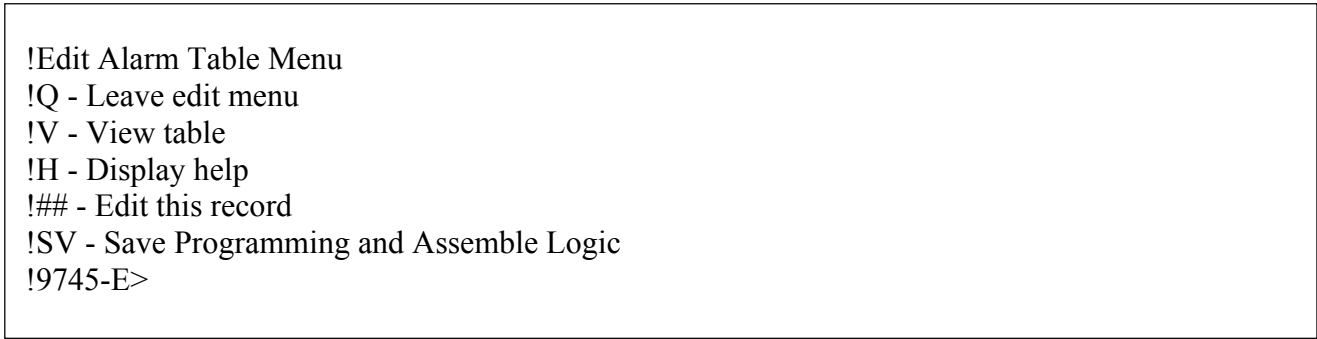 !Edit Alarm Table Menu
!Q - Leave edit menu
!V - View table
!H - Display help
!## - Edit this record
!SV - Save Programming and Assemble Logic
!9745-E>